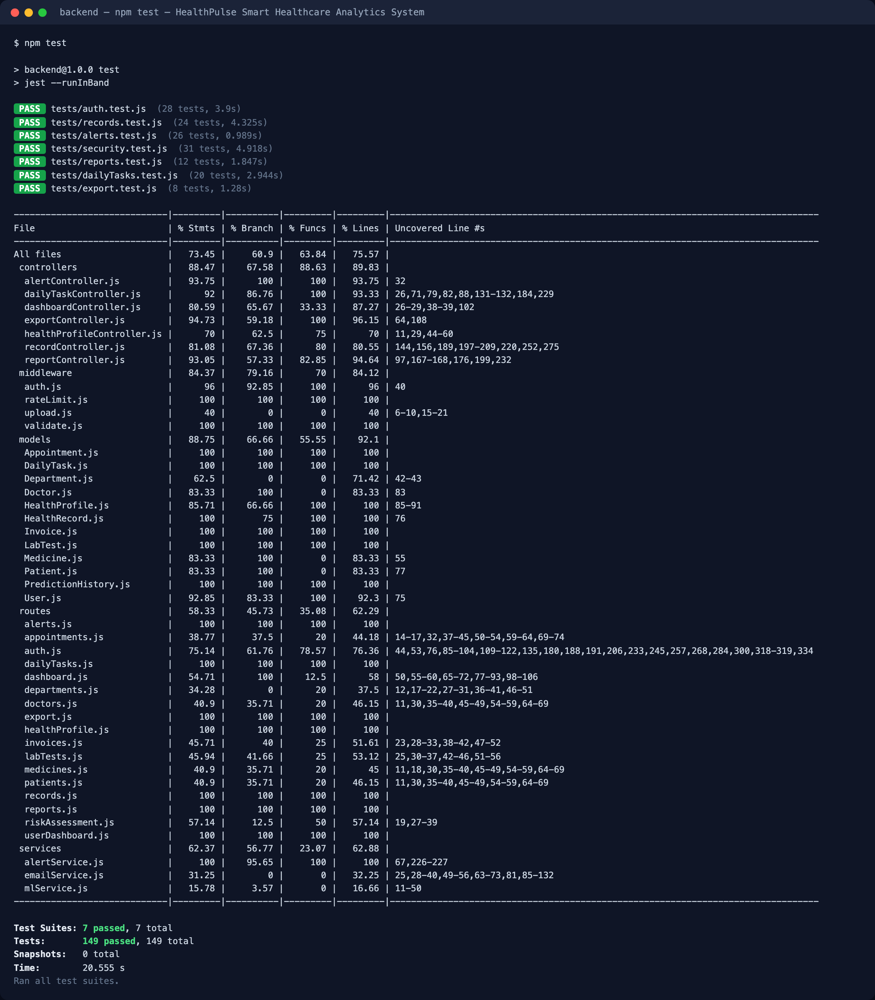 backend — npm test — HealthPulse Smart Healthcare Analytics System
$ npm test
> backend@1.0.0 test
> jest --runInBand
PASS tests/auth.test.js (28 tests, 3.9s)
PASS tests/records.test.js (24 tests, 4.325s)
PASS tests/alerts.test.js (26 tests, 0.989s)
PASS tests/security.test.js (31 tests, 4.918s)
PASS tests/reports.test.js (12 tests, 1.847s)
PASS tests/dailyTasks.test.js (20 tests, 2.944s)
PASS tests/export.test.js (8 tests, 1.28s)
-----------------------------|---------|----------|---------|---------|---------------------------------------------------------------------------------
File                         | % Stmts | % Branch | % Funcs | % Lines | Uncovered Line #s
-----------------------------|---------|----------|---------|---------|---------------------------------------------------------------------------------
All files                    |   73.45 |     60.9 |   63.84 |   75.57 |
 controllers                 |   88.47 |    67.58 |   88.63 |   89.83 |
  alertController.js         |   93.75 |      100 |     100 |   93.75 | 32
  dailyTaskController.js     |      92 |    86.76 |     100 |   93.33 | 26,71,79,82,88,131-132,184,229
  dashboardController.js     |   80.59 |    65.67 |   33.33 |   87.27 | 26-29,38-39,102
  exportController.js        |   94.73 |    59.18 |     100 |   96.15 | 64,108
  healthProfileController.js |      70 |     62.5 |      75 |      70 | 11,29,44-60
  recordController.js        |   81.08 |    67.36 |      80 |   80.55 | 144,156,189,197-209,220,252,275
  reportController.js        |   93.05 |    57.33 |   82.85 |   94.64 | 97,167-168,176,199,232
 middleware                  |   84.37 |    79.16 |      70 |   84.12 |
  auth.js                    |      96 |    92.85 |     100 |      96 | 40
  rateLimit.js               |     100 |      100 |     100 |     100 |
  upload.js                  |      40 |        0 |       0 |      40 | 6-10,15-21
  validate.js                |     100 |      100 |     100 |     100 |
 models                      |   88.75 |    66.66 |   55.55 |    92.1 |
  Appointment.js             |     100 |      100 |     100 |     100 |
  DailyTask.js               |     100 |      100 |     100 |     100 |
  Department.js              |    62.5 |        0 |       0 |   71.42 | 42-43
  Doctor.js                  |   83.33 |      100 |       0 |   83.33 | 83
  HealthProfile.js           |   85.71 |    66.66 |     100 |     100 | 85-91
  HealthRecord.js            |     100 |       75 |     100 |     100 | 76
  Invoice.js                 |     100 |      100 |     100 |     100 |
  LabTest.js                 |     100 |      100 |     100 |     100 |
  Medicine.js                |   83.33 |      100 |       0 |   83.33 | 55
  Patient.js                 |   83.33 |      100 |       0 |   83.33 | 77
  PredictionHistory.js       |     100 |      100 |     100 |     100 |
  User.js                    |   92.85 |    83.33 |     100 |    92.3 | 75
 routes                      |   58.33 |    45.73 |   35.08 |   62.29 |
  alerts.js                  |     100 |      100 |     100 |     100 |
  appointments.js            |   38.77 |     37.5 |      20 |   44.18 | 14-17,32,37-45,50-54,59-64,69-74
  auth.js                    |   75.14 |    61.76 |   78.57 |   76.36 | 44,53,76,85-104,109-122,135,180,188,191,206,233,245,257,268,284,300,318-319,334
  dailyTasks.js              |     100 |      100 |     100 |     100 |
  dashboard.js               |   54.71 |      100 |    12.5 |      58 | 50,55-60,65-72,77-93,98-106
  departments.js             |   34.28 |        0 |      20 |    37.5 | 12,17-22,27-31,36-41,46-51
  doctors.js                 |    40.9 |    35.71 |      20 |   46.15 | 11,30,35-40,45-49,54-59,64-69
  export.js                  |     100 |      100 |     100 |     100 |
  healthProfile.js           |     100 |      100 |     100 |     100 |
  invoices.js                |   45.71 |       40 |      25 |   51.61 | 23,28-33,38-42,47-52
  labTests.js                |   45.94 |    41.66 |      25 |   53.12 | 25,30-37,42-46,51-56
  medicines.js               |    40.9 |    35.71 |      20 |      45 | 11,18,30,35-40,45-49,54-59,64-69
  patients.js                |    40.9 |    35.71 |      20 |   46.15 | 11,30,35-40,45-49,54-59,64-69
  records.js                 |     100 |      100 |     100 |     100 |
  reports.js                 |     100 |      100 |     100 |     100 |
  riskAssessment.js          |   57.14 |     12.5 |      50 |   57.14 | 19,27-39
  userDashboard.js           |     100 |      100 |     100 |     100 |
 services                    |   62.37 |    56.77 |   23.07 |   62.88 |
  alertService.js            |     100 |    95.65 |     100 |     100 | 67,226-227
  emailService.js            |   31.25 |        0 |       0 |   32.25 | 25,28-40,49-56,63-73,81,85-132
  mlService.js               |   15.78 |     3.57 |       0 |   16.66 | 11-50
-----------------------------|---------|----------|---------|---------|---------------------------------------------------------------------------------
Test Suites: 7 passed, 7 total
Tests:       149 passed, 149 total
Snapshots:   0 total
Time:        20.555 s
Ran all test suites.